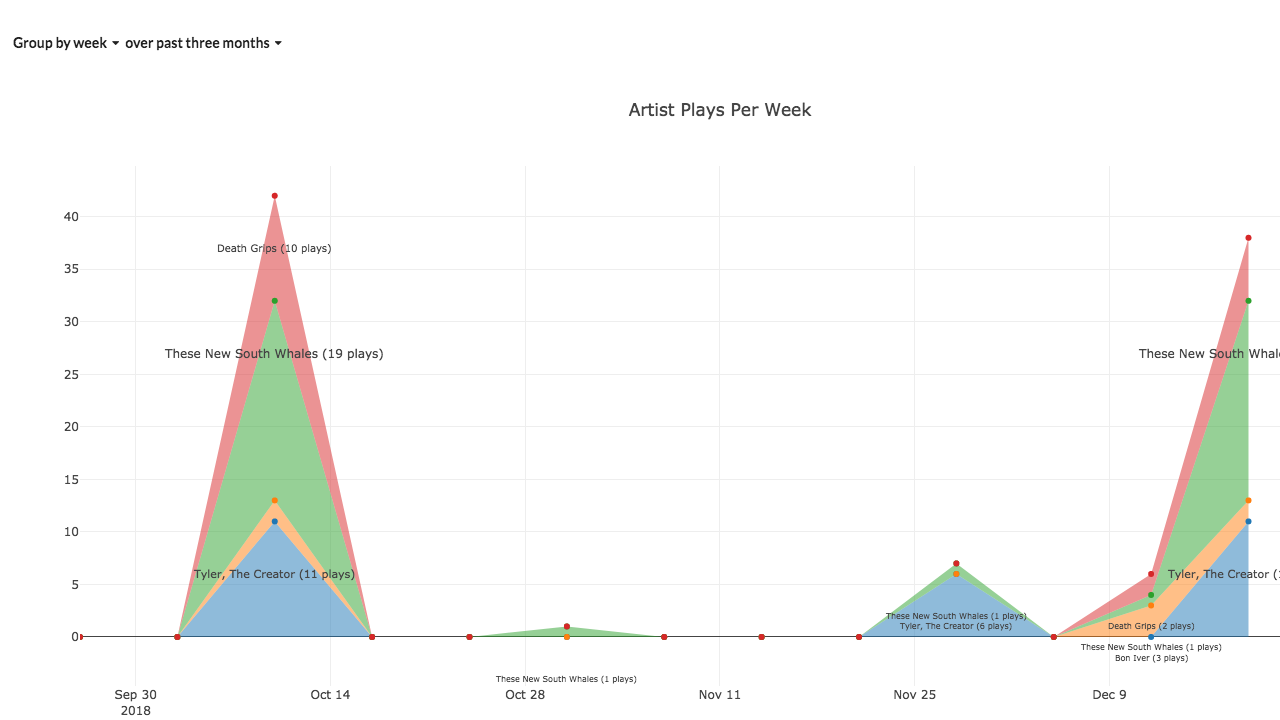 Group by week over past three months
Artist Plays Per Week
40
35
30
25
20
15
10
5
0
Death Grips (10 plays)
These New South Whales (19 plays)
Tyler, The Creator (11 plays)
These New South Whales (1 plays)
These New South Whales (1 plays)
Tyler, The Creator (6 plays)
Death Grips (2 plays)
These New South Whales (1 plays)
Bon Iver (3 plays)
These New South Whale
Tyler, The Creator (1
Sep 30
2018
Oct 14
Oct 28
Nov 11
Nov 25
Dec 9